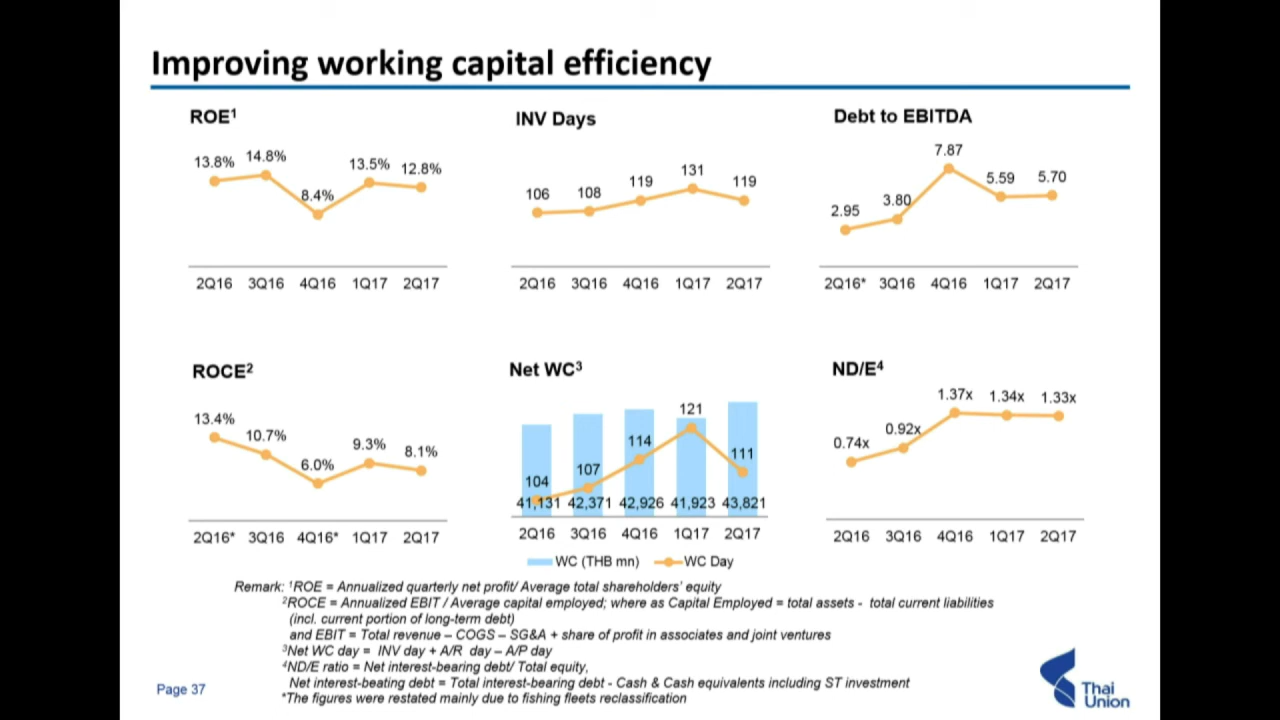 Improving working capital efficiency
ROE¹
13.8% 14.8% 8.4% 13.5% 12.8%
2Q16 3Q16 4Q16 1Q17 2Q17
INV Days
106 108 119 131 119
2Q16 3Q16 4Q16 1Q17 2Q17
Debt to EBITDA
2.95 3.80 7.87 5.59 5.70
2Q16* 3Q16 4Q16 1Q17 2Q17
ROCE²
13.4% 10.7% 6.0% 9.3% 8.1%
2Q16* 3Q16 4Q16* 1Q17 2Q17
Net WC³
104 107 114 121 111
41,131 42,371 42,926 41,923 43,821
2Q16 3Q16 4Q16 1Q17 2Q17
WC (THB mn) WC Day
ND/E⁴
0.74x 0.92x 1.37x 1.34x 1.33x
2Q16 3Q16 4Q16 1Q17 2Q17
Remark: ¹ROE = Annualized quarterly net profit/ Average total shareholders' equity
²ROCE = Annualized EBIT / Average capital employed; where as Capital Employed = total assets - total current liabilities
(incl. current portion of long-term debt)
and EBIT = Total revenue – COGS – SG&A + share of profit in associates and joint ventures
³Net WC day = INV day + A/R day – A/P day
⁴ND/E ratio = Net interest-bearing debt/ Total equity,
Net interest-beating debt = Total interest-bearing debt - Cash & Cash equivalents including ST investment
*The figures were restated mainly due to fishing fleets reclassification
Page 37
Thai
Union